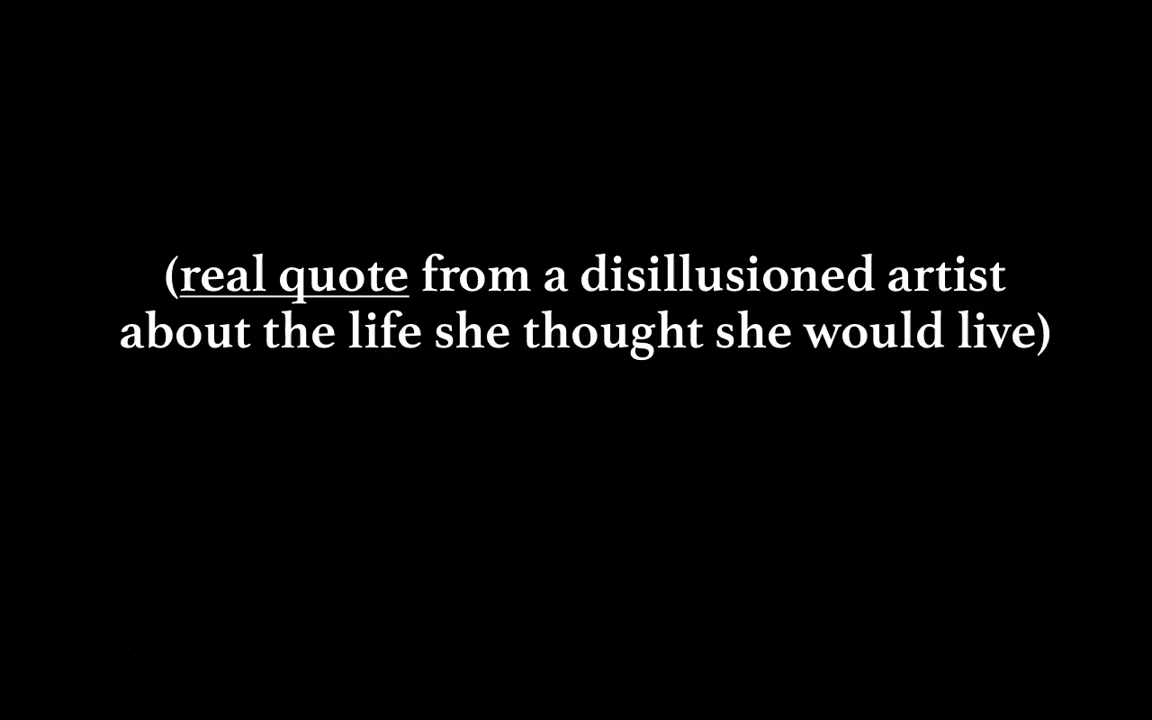 (real quote from a disillusioned artist
about the life she thought she would live)